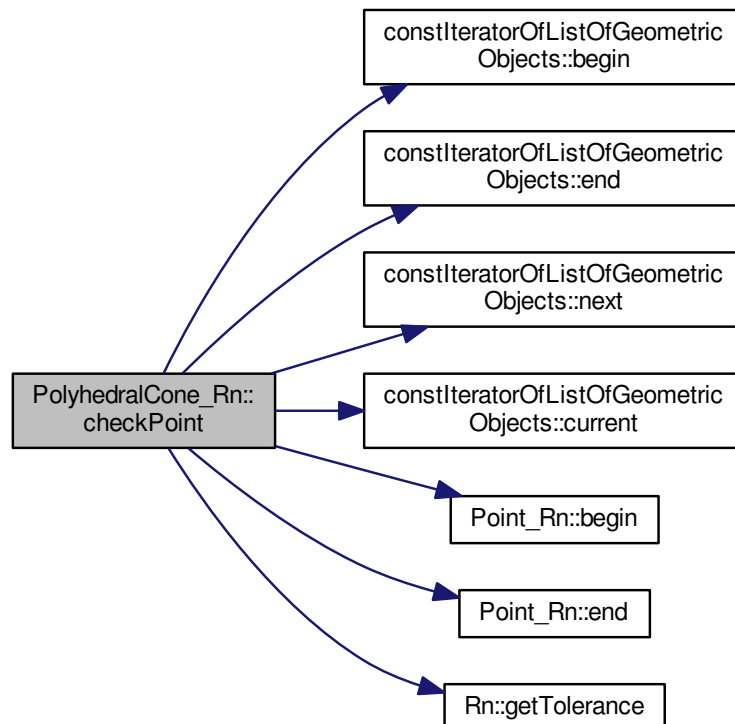 constIteratorOfListOfGeometric
Objects::begin
constIteratorOfListOfGeometric
Objects::end
constIteratorOfListOfGeometric
Objects::next
PolyhedralCone_Rn::
checkPoint
constIteratorOfListOfGeometric
Objects::current
Point_Rn::begin
Point_Rn::end
Rn::getTolerance